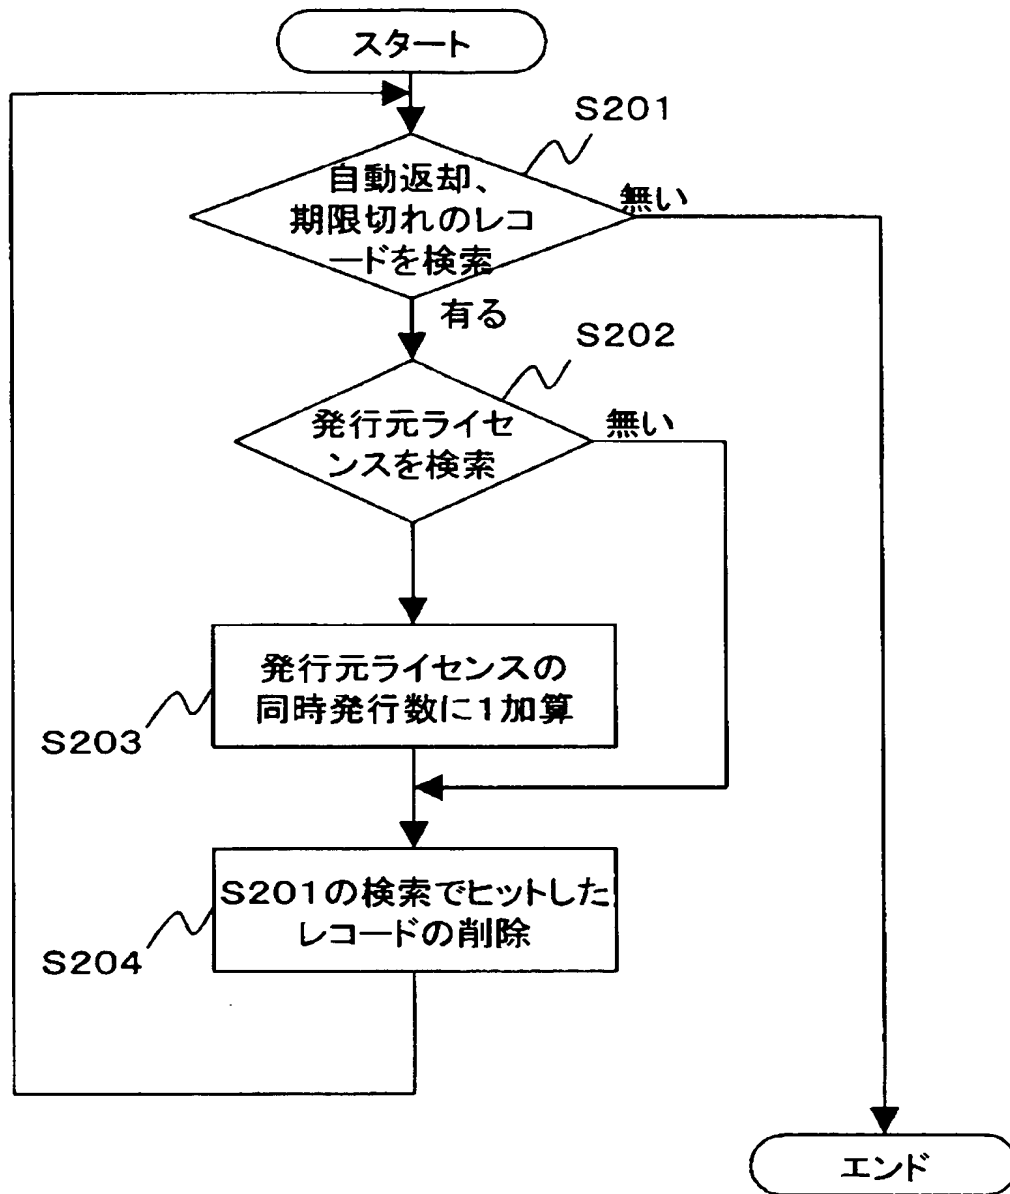 スタート
S201
自動返却、
期限切れのレコ
ードを検索
無い
有る
S202
発行元ライセ
ンスを検索
無い
発行元ライセンスの
同時発行数に1加算
S203
S201の検索でヒットした
レコードの削除
S204
エンド